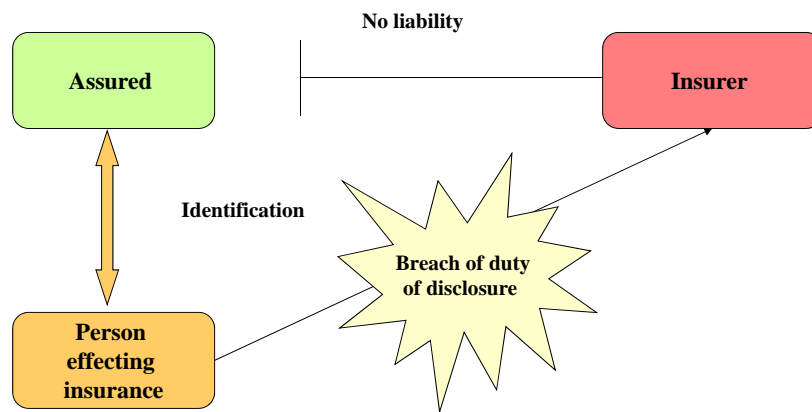 No liability
Assured
Insurer
Identification
Breach of duty
of disclosure
Person
effecting
insurance